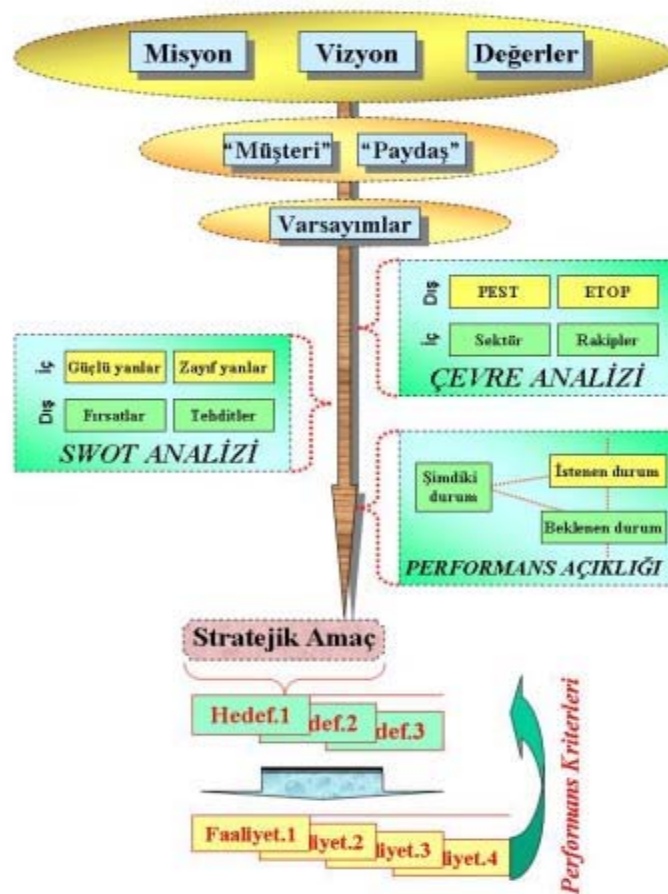 Misyon
Vizyon
Değerler
“Müşteri”
“Paydaş”
Varsayımlar
Dış
PEST
ETOP
İç
Sektör
Rakipler
ÇEVRE ANALİZİ
İç
Güçlü yanlar
Zayıf yanlar
Dış
Fırsatlar
Tehditler
SWOT ANALİZİ
Şimdiki
durum
İstenen durum
Beklenen durum
PERFORMANS AÇIKLIĞI
Stratejik Amaç
Hedef.1
def.2
def.3
Faaliyet.1
liyet.2
liyet.3
liyet.4
Performans Kriterleri